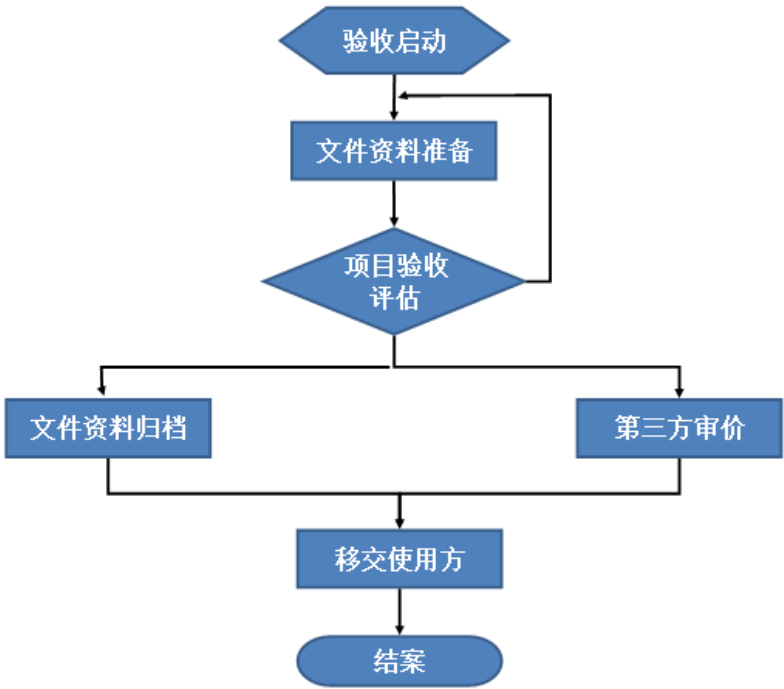 验收启动
文件资料准备
项目验收
评估
文件资料归档
第三方审价
移交使用方
结案